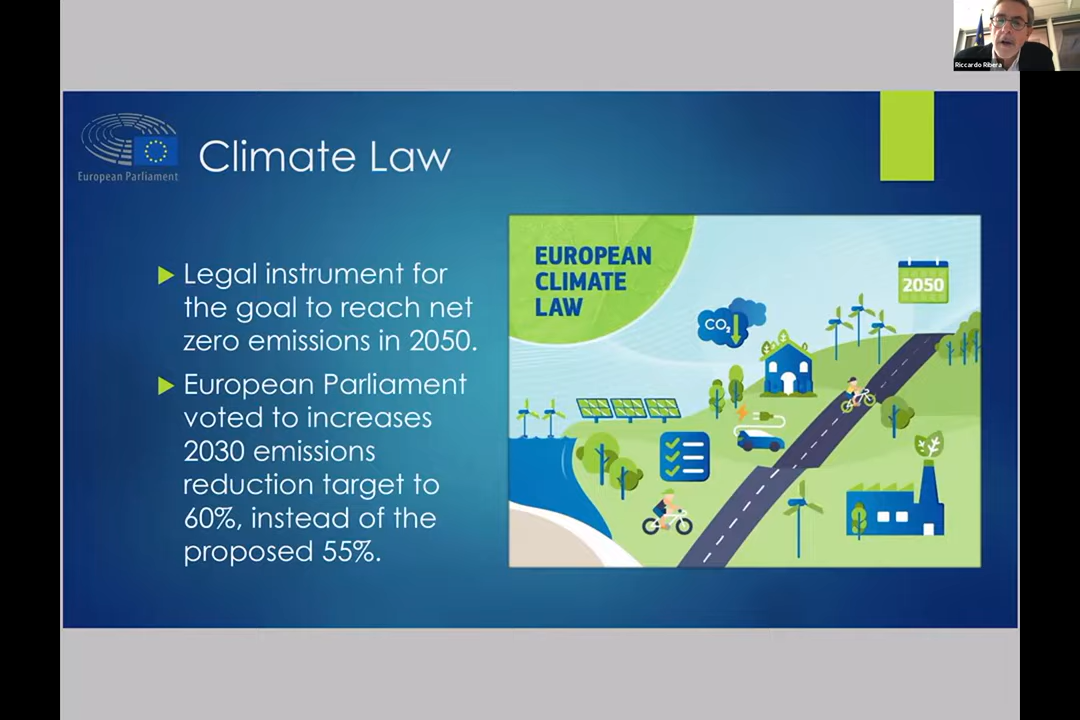 Riccardo Ribera
European Parliament
Climate Law
Legal instrument for
the goal to reach net
zero emissions in 2050.
European Parliament
voted to increases
2030 emissions
reduction target to
60%, instead of the
proposed 55%.
EUROPEAN
CLIMATE
LAW
2050
CO₂